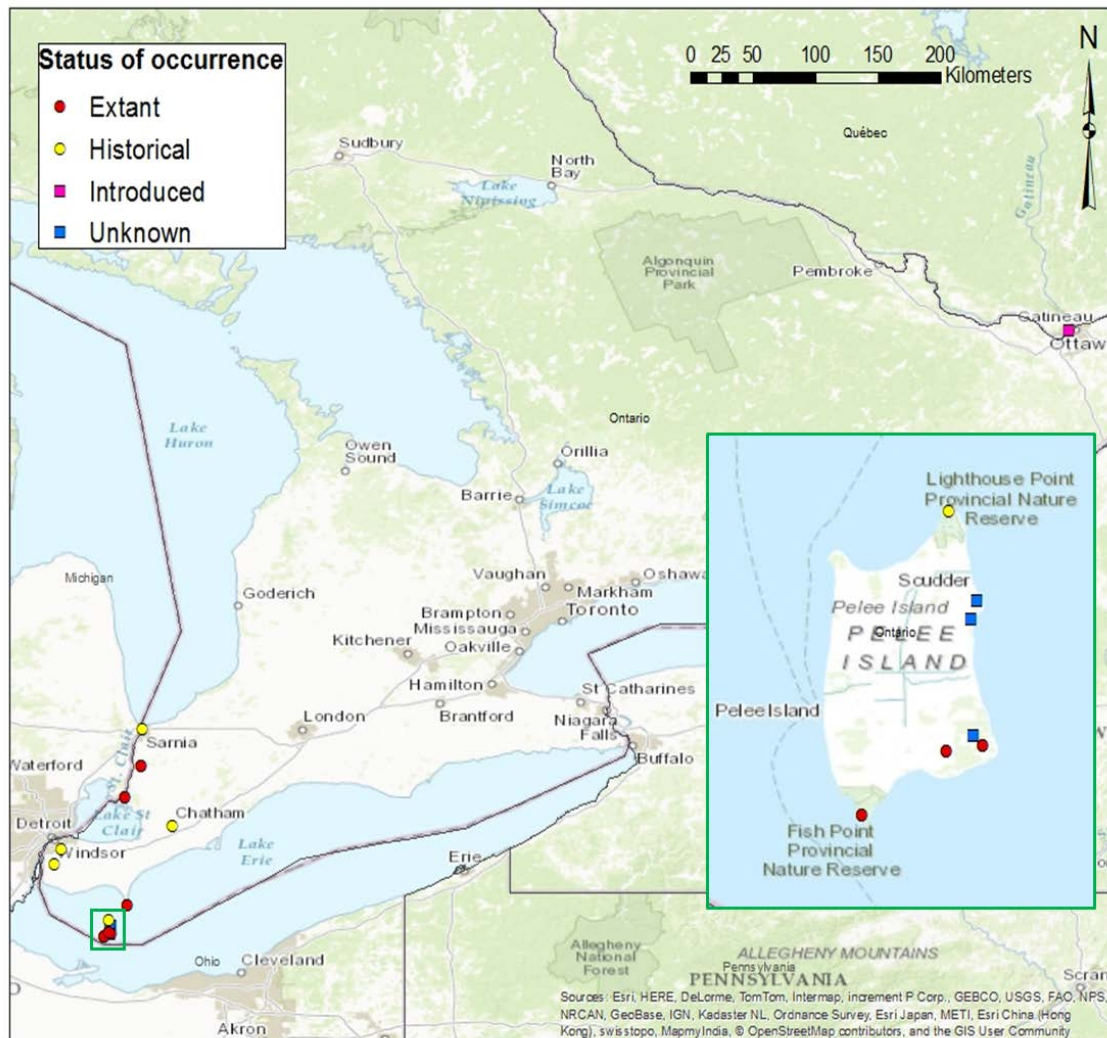 Status of occurrence
Extant
Historical
Introduced
Unknown
0 25 50 100 150 200
Kilometers
N
Québec
Sudbury
North
Bay
Lake
Nipissing
Gatineau
Algonquin
Provincial
Park
Pembroke
Gatineau
Ottaw
Lake
Huron
Owen
Sound
Ontario
Orillia
Barrie
Lake
Simcoe
Michigan
Goderich
Vaughan
Oshawa
Markham
Brampton
Toronto
Mississauga
Kitchener
Oakville
Hamilton
St Catharines
London
Brantford
Niagara
Falls
Sarnia
Buffalo
Waterford
St. Clair
Lake St
Clair
Chatham
Detroit
Windsor
Lake
Erie
Erie
Ohio
Cleveland
Akron
Allegheny
National
Forest
ALLEGHENY MOUNTAINS
Pennsylvania
PENNSYLVANIA
Scran
Lighthouse Point
Provincial Nature
Reserve
Scudder
Pelee Island
Ontario
PELEE
ISLAND
Pelee Island
Fish Point
Provincial
Nature Reserve
Sources: Esri, HERE, DeLorme, TomTom, Intermap, increment P Corp., GEBCO, USGS, FAO, NPS,
NRCAN, GeoBase, IGN, Kadaster NL, Ordnance Survey, Esri Japan, METI, Esri China (Hong
Kong), swisstopo, MapmyIndia, © OpenStreetMap contributors, and the GIS User Community